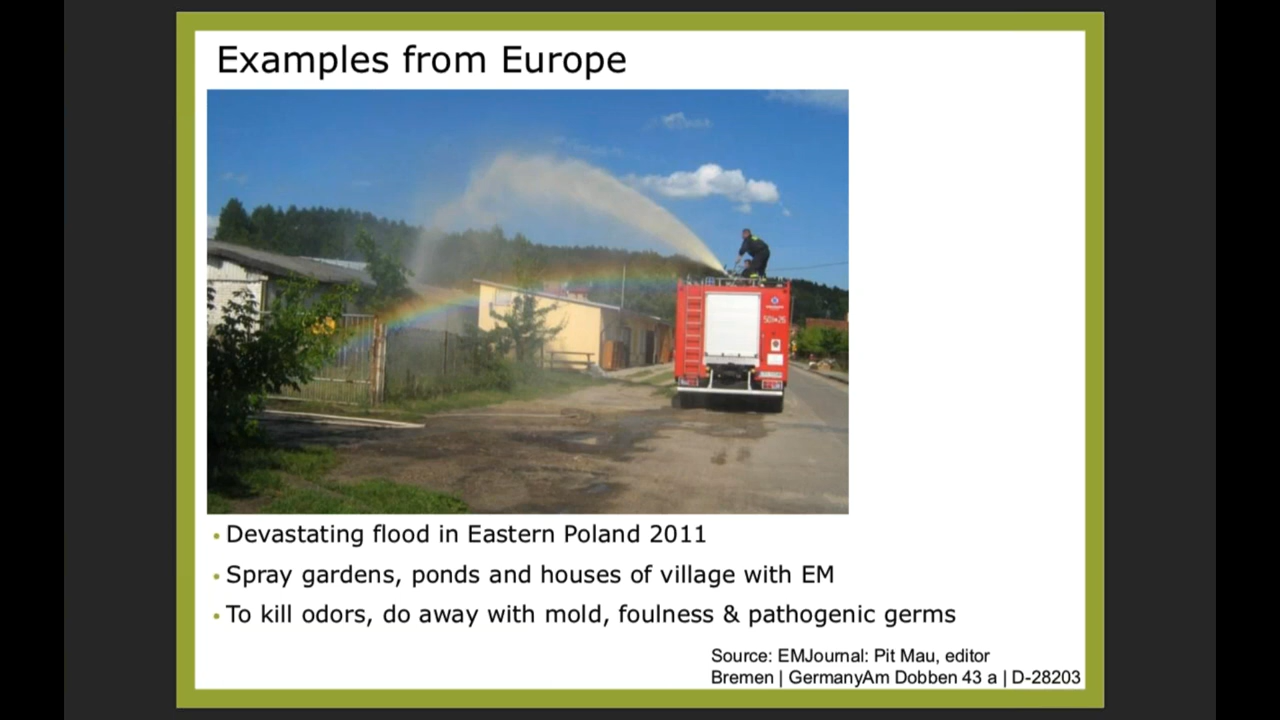 Examples from Europe
• Devastating flood in Eastern Poland 2011
• Spray gardens, ponds and houses of village with EM
• To kill odors, do away with mold, foulness & pathogenic germs
Source: EMJournal: Pit Mau, editor
Bremen | GermanyAm Dobben 43 a | D-28203